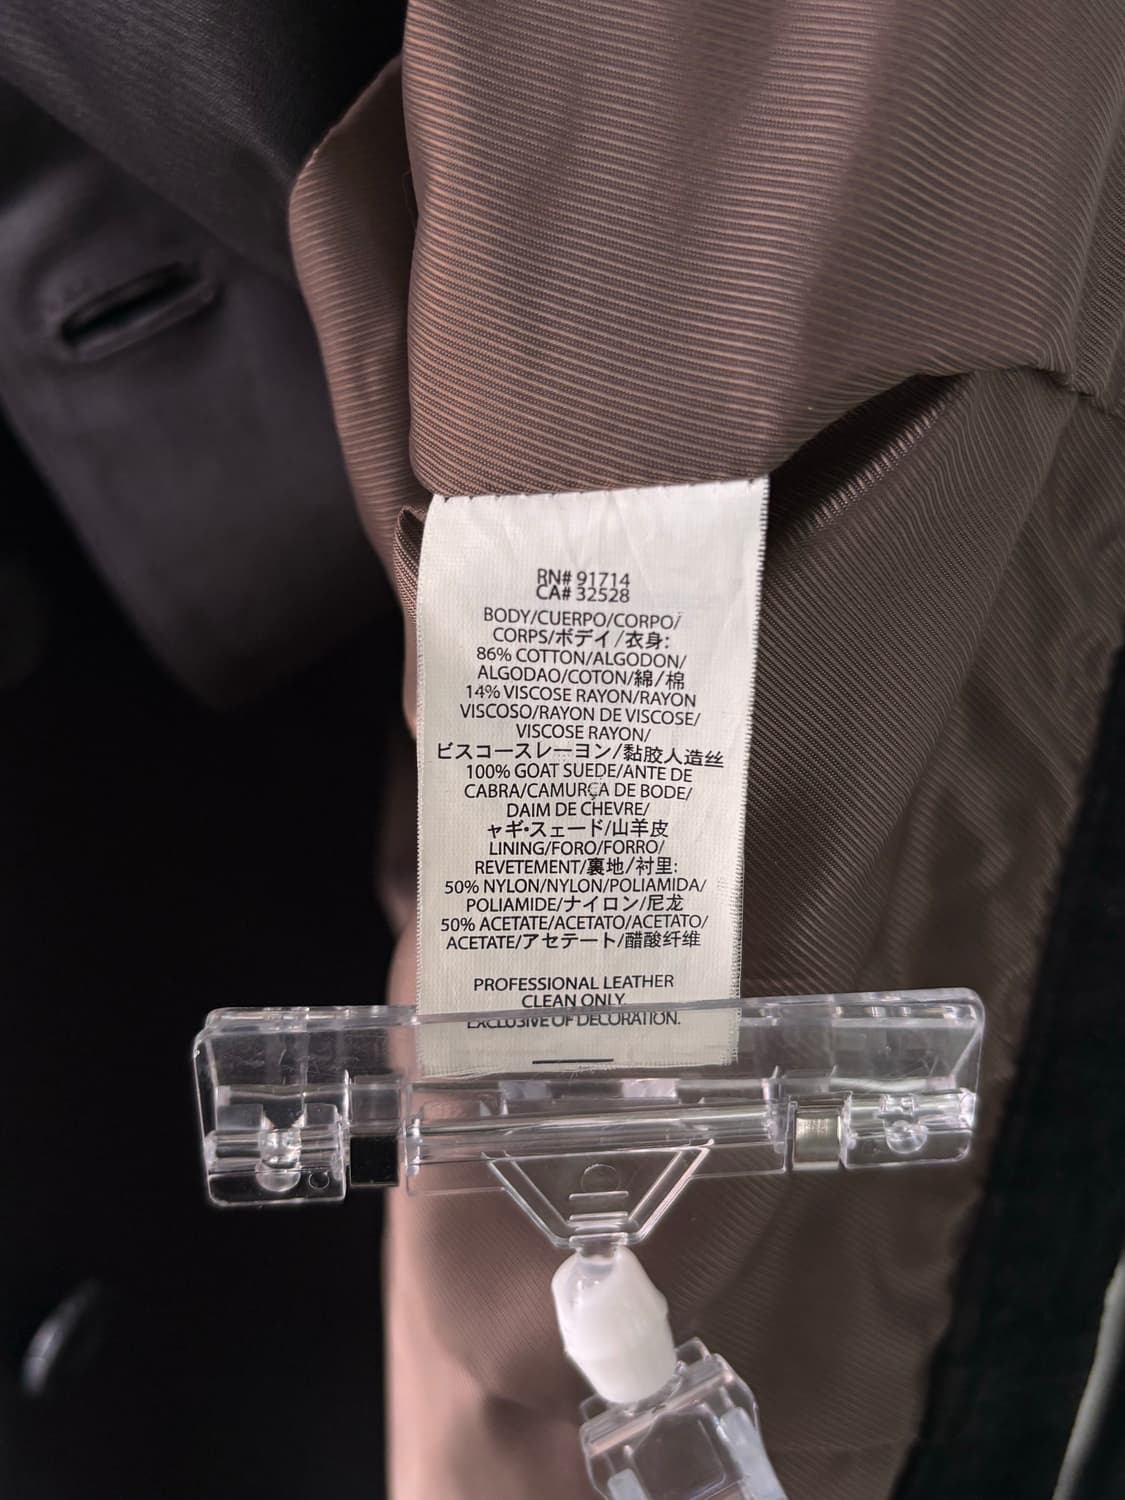 RN# 91714
CA# 32528
BODY/CUERPO/CORPO/
CORPS/ボディ/衣身:
86% COTTON/ALGODON/
ALGODAO/COTON/綿/棉
14% VISCOSE RAYON/RAYON
VISCOSO/RAYON DE VISCOSE/
VISCOSE RAYON/
ビスコースレーヨン/黏胶人造丝
100% GOAT SUEDE/ANTE DE
CABRA/CAMURÇA DE BODE/
DAIM DE CHEVRE/
ャギ・スェード/山羊皮
LINING/FORO/FORRO/
REVETEMENT/裏地/衬里:
50% NYLON/NYLON/POLIAMIDA/
POLIAMIDE/ナイロン/尼龙
50% ACETATE/ACETATO/ACETATO/
ACETATE/アセテート/醋酸纤维
PROFESSIONAL LEATHER
CLEAN ONLY.
EXCLUSIVE OF DECORATION.